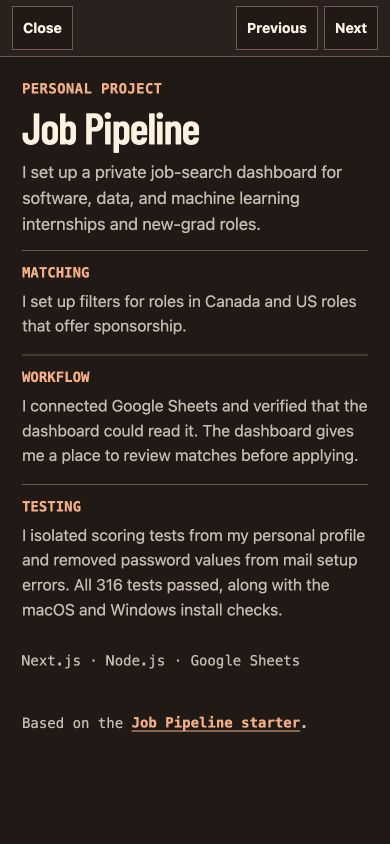 Close
Previous
Next
PERSONAL PROJECT
Job Pipeline
I set up a private job-search dashboard for
software, data, and machine learning
internships and new-grad roles.
MATCHING
I set up filters for roles in Canada and US roles
that offer sponsorship.
WORKFLOW
I connected Google Sheets and verified that the
dashboard could read it. The dashboard gives
me a place to review matches before applying.
TESTING
I isolated scoring tests from my personal profile
and removed password values from mail setup
errors. All 316 tests passed, along with the
macOS and Windows install checks.
Next.js · Node.js · Google Sheets
Based on the Job Pipeline starter.